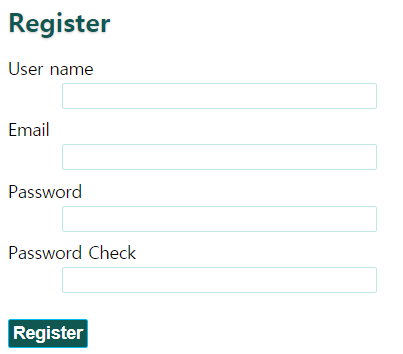 Register
User name
Email
Password
Password Check
Register